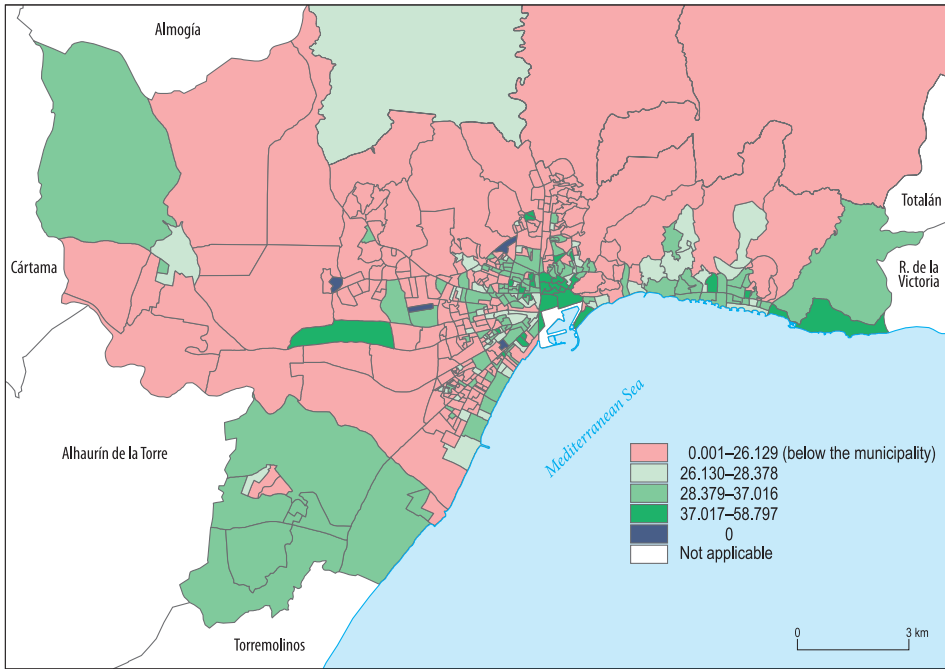 Almogía
Totalán
Cártama
R. de la
Victoria
Mediterranean Sea
Alhaurín de la Torre
0.001–26.129 (below the municipality)
26.130–28.378
28.379–37.016
37.017–58.797
0
Not applicable
Torremolinos
0 3 km